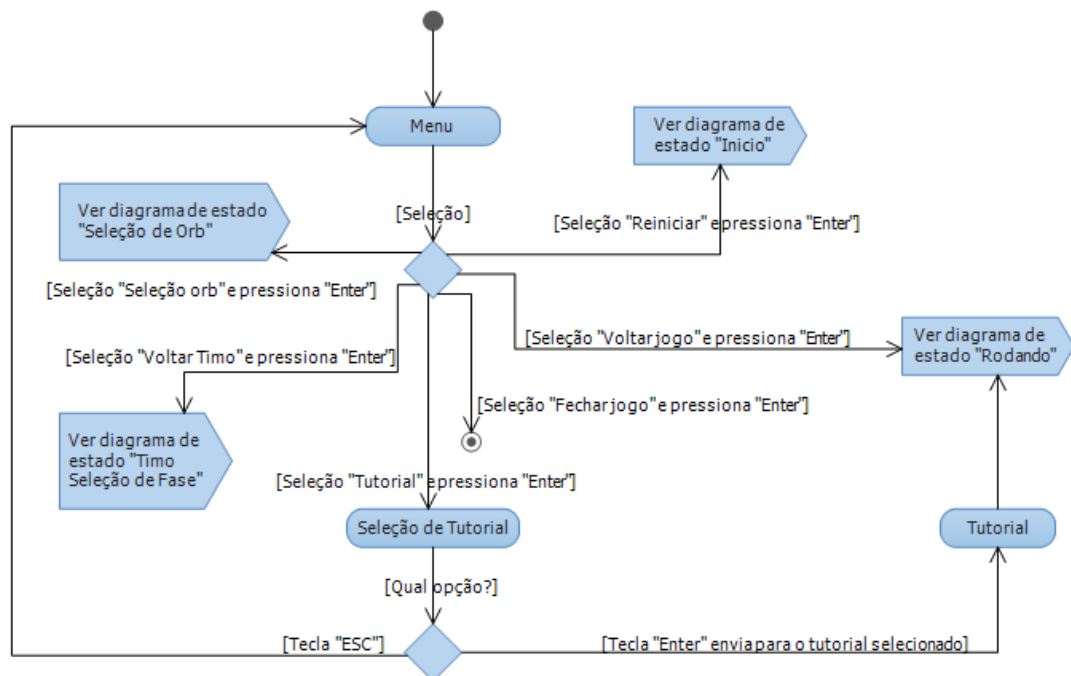 Menu
Ver diagrama de
estado "Inicio"
Ver diagrama de estado
"Seleção de Orb"
[Seleção]
[Seleção "Reiniciar" e pressiona "Enter"]
[Seleção "Seleção orb" e pressiona "Enter"]
[Seleção "Voltar jogo" e pressiona "Enter"]
Ver diagrama de
estado "Rodando"
[Seleção "Voltar Timo" e pressiona "Enter"]
[Seleção "Fechar jogo" e pressiona "Enter"]
Ver diagrama de
estado "Timo
Seleção de Fase"
[Seleção "Tutorial" e pressiona "Enter"]
Seleção de Tutorial
Tutorial
[Qual opção?]
[Tecla "ESC"]
[Tecla "Enter" envia para o tutorial selecionado]